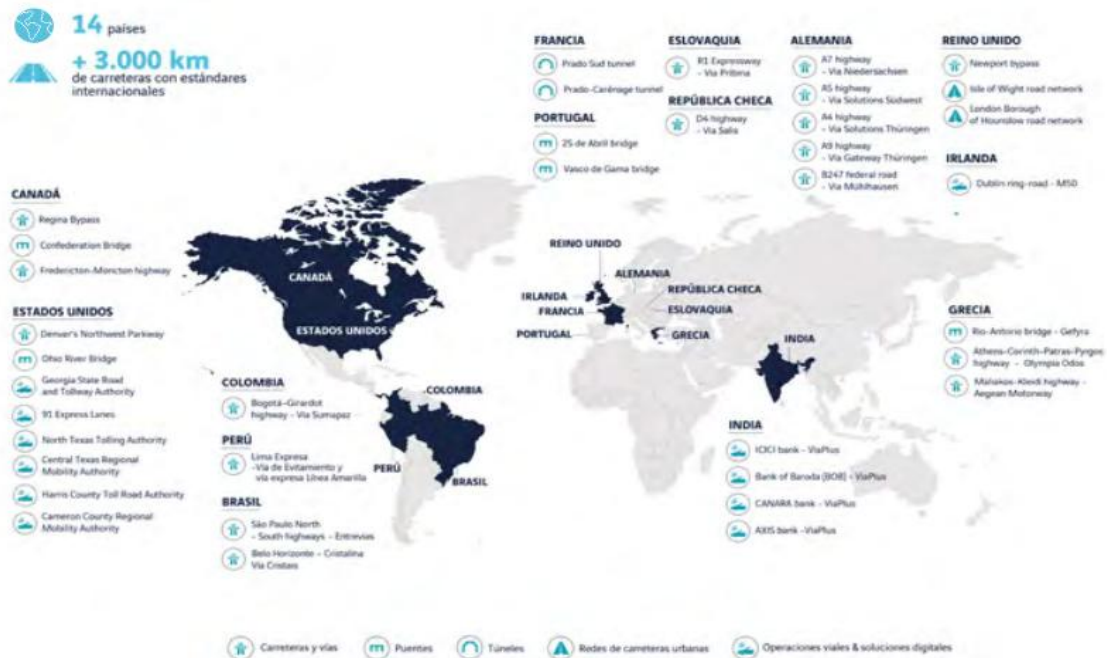 14 países
+ 3.000 km
de carreteras con estándares
internacionales
FRANCIA
Prado Sud tunnel
Prado-Carénage tunnel
PORTUGAL
25 de Abril bridge
Vasco de Gama bridge
ESLOVAQUIA
R1 Expressway
- Via Pribina
REPÚBLICA CHECA
D4 highway
- Via Salis
ALEMANIA
A7 highway
- Via Niedersachsen
A5 highway
- Via Solutions Südwest
A4 highway
- Via Solutions Thüringen
A9 highway
- Via Gateway Thüringen
B247 federal road
- Via Mühlhausen
REINO UNIDO
Newport bypass
Isle of Wight road network
London Borough
of Hounslow road network
IRLANDA
Dublin ring-road - M50
CANADÁ
Regina Bypass
Confederation Bridge
Fredericton-Moncton highway
ESTADOS UNIDOS
Denver's Northwest Parkway
Ohio River Bridge
Georgia State Road
and Tollway Authority
91 Express Lanes
North Texas Tolling Authority
Central Texas Regional
Mobility Authority
Harris County Toll Road Authority
Cameron County Regional
Mobility Authority
COLOMBIA
Bogotá-Girardot
highway - Via Sumapaz
PERÚ
Lima Expresa
-Vía de Evitamiento y
vía expresa Línea Amarilla
BRASIL
São Paulo North
- South highways - Entrevias
Belo Horizonte - Cristalina
Via Cristais
CANADÁ
ESTADOS UNIDOS
COLOMBIA
PERÚ
BRASIL
REINO UNIDO
ALEMANIA
REPÚBLICA CHECA
IRLANDA
FRANCIA
ESLOVAQUIA
PORTUGAL
GRECIA
INDIA
GRECIA
Rio-Antirio bridge - Gefyra
Athens-Corinth-Patras-Pyrgos
highway - Olympia Odos
Maliakos-Kleidi highway -
Aegean Motorway
INDIA
ICICI bank - ViaPlus
Bank of Baroda (BOB) - ViaPlus
CANARA bank - ViaPlus
AXIS bank -ViaPlus
Carreteras y vías
Puentes
Túneles
Redes de carreteras urbanas
Operaciones viales & soluciones digitales